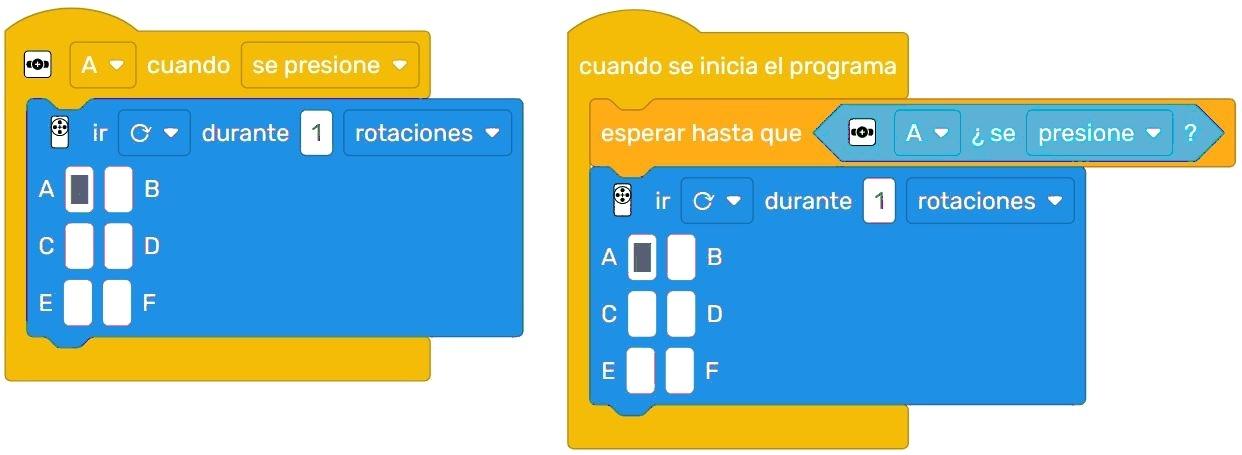 A cuando se presione
ir durante 1 rotaciones
A B
C D
E F
cuando se inicia el programa
esperar hasta que A ¿ se presione ?
ir durante 1 rotaciones
A B
C D
E F